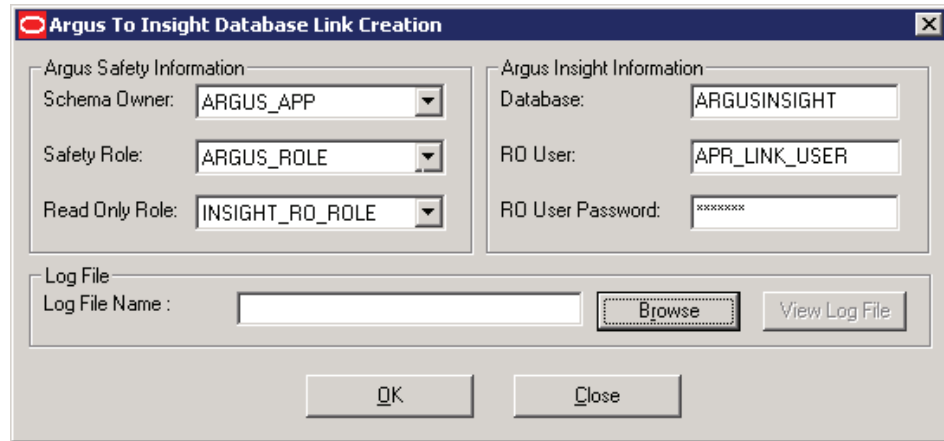 Argus To Insight Database Link Creation
Argus Safety Information
Schema Owner: ARGUS_APP
Safety Role: ARGUS_ROLE
Read Only Role: INSIGHT_RO_ROLE
Argus Insight Information
Database: ARGUSINSIGHT
RO User: APR_LINK_USER
RO User Password: *******
Log File
Log File Name :
Browse
View Log File
OK
Close